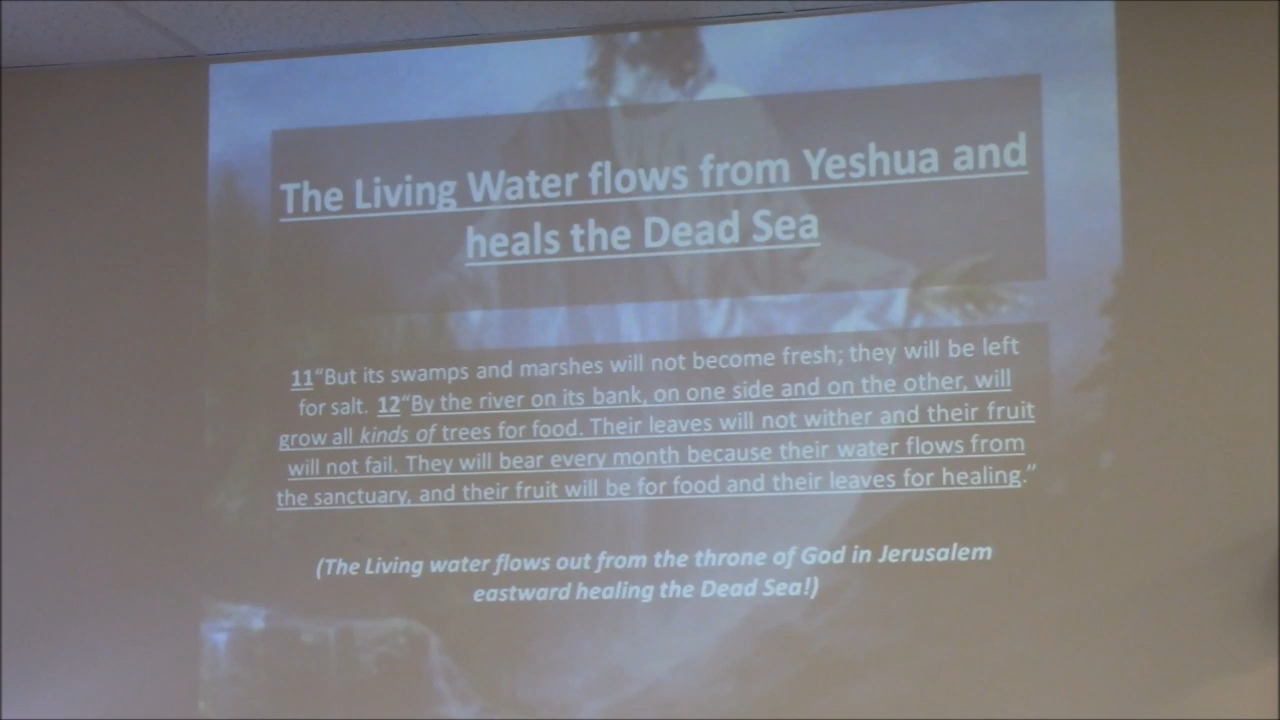 The Living Water flows from Yeshua and
heals the Dead Sea
11“But its swamps and marshes will not become fresh; they will be left
for salt. 12“By the river on its bank, on one side and on the other, will
grow all kinds of trees for food. Their leaves will not wither and their fruit
will not fail. They will bear every month because their water flows from
the sanctuary, and their fruit will be for food and their leaves for healing.”
(The Living water flows out from the throne of God in Jerusalem
eastward healing the Dead Sea!)